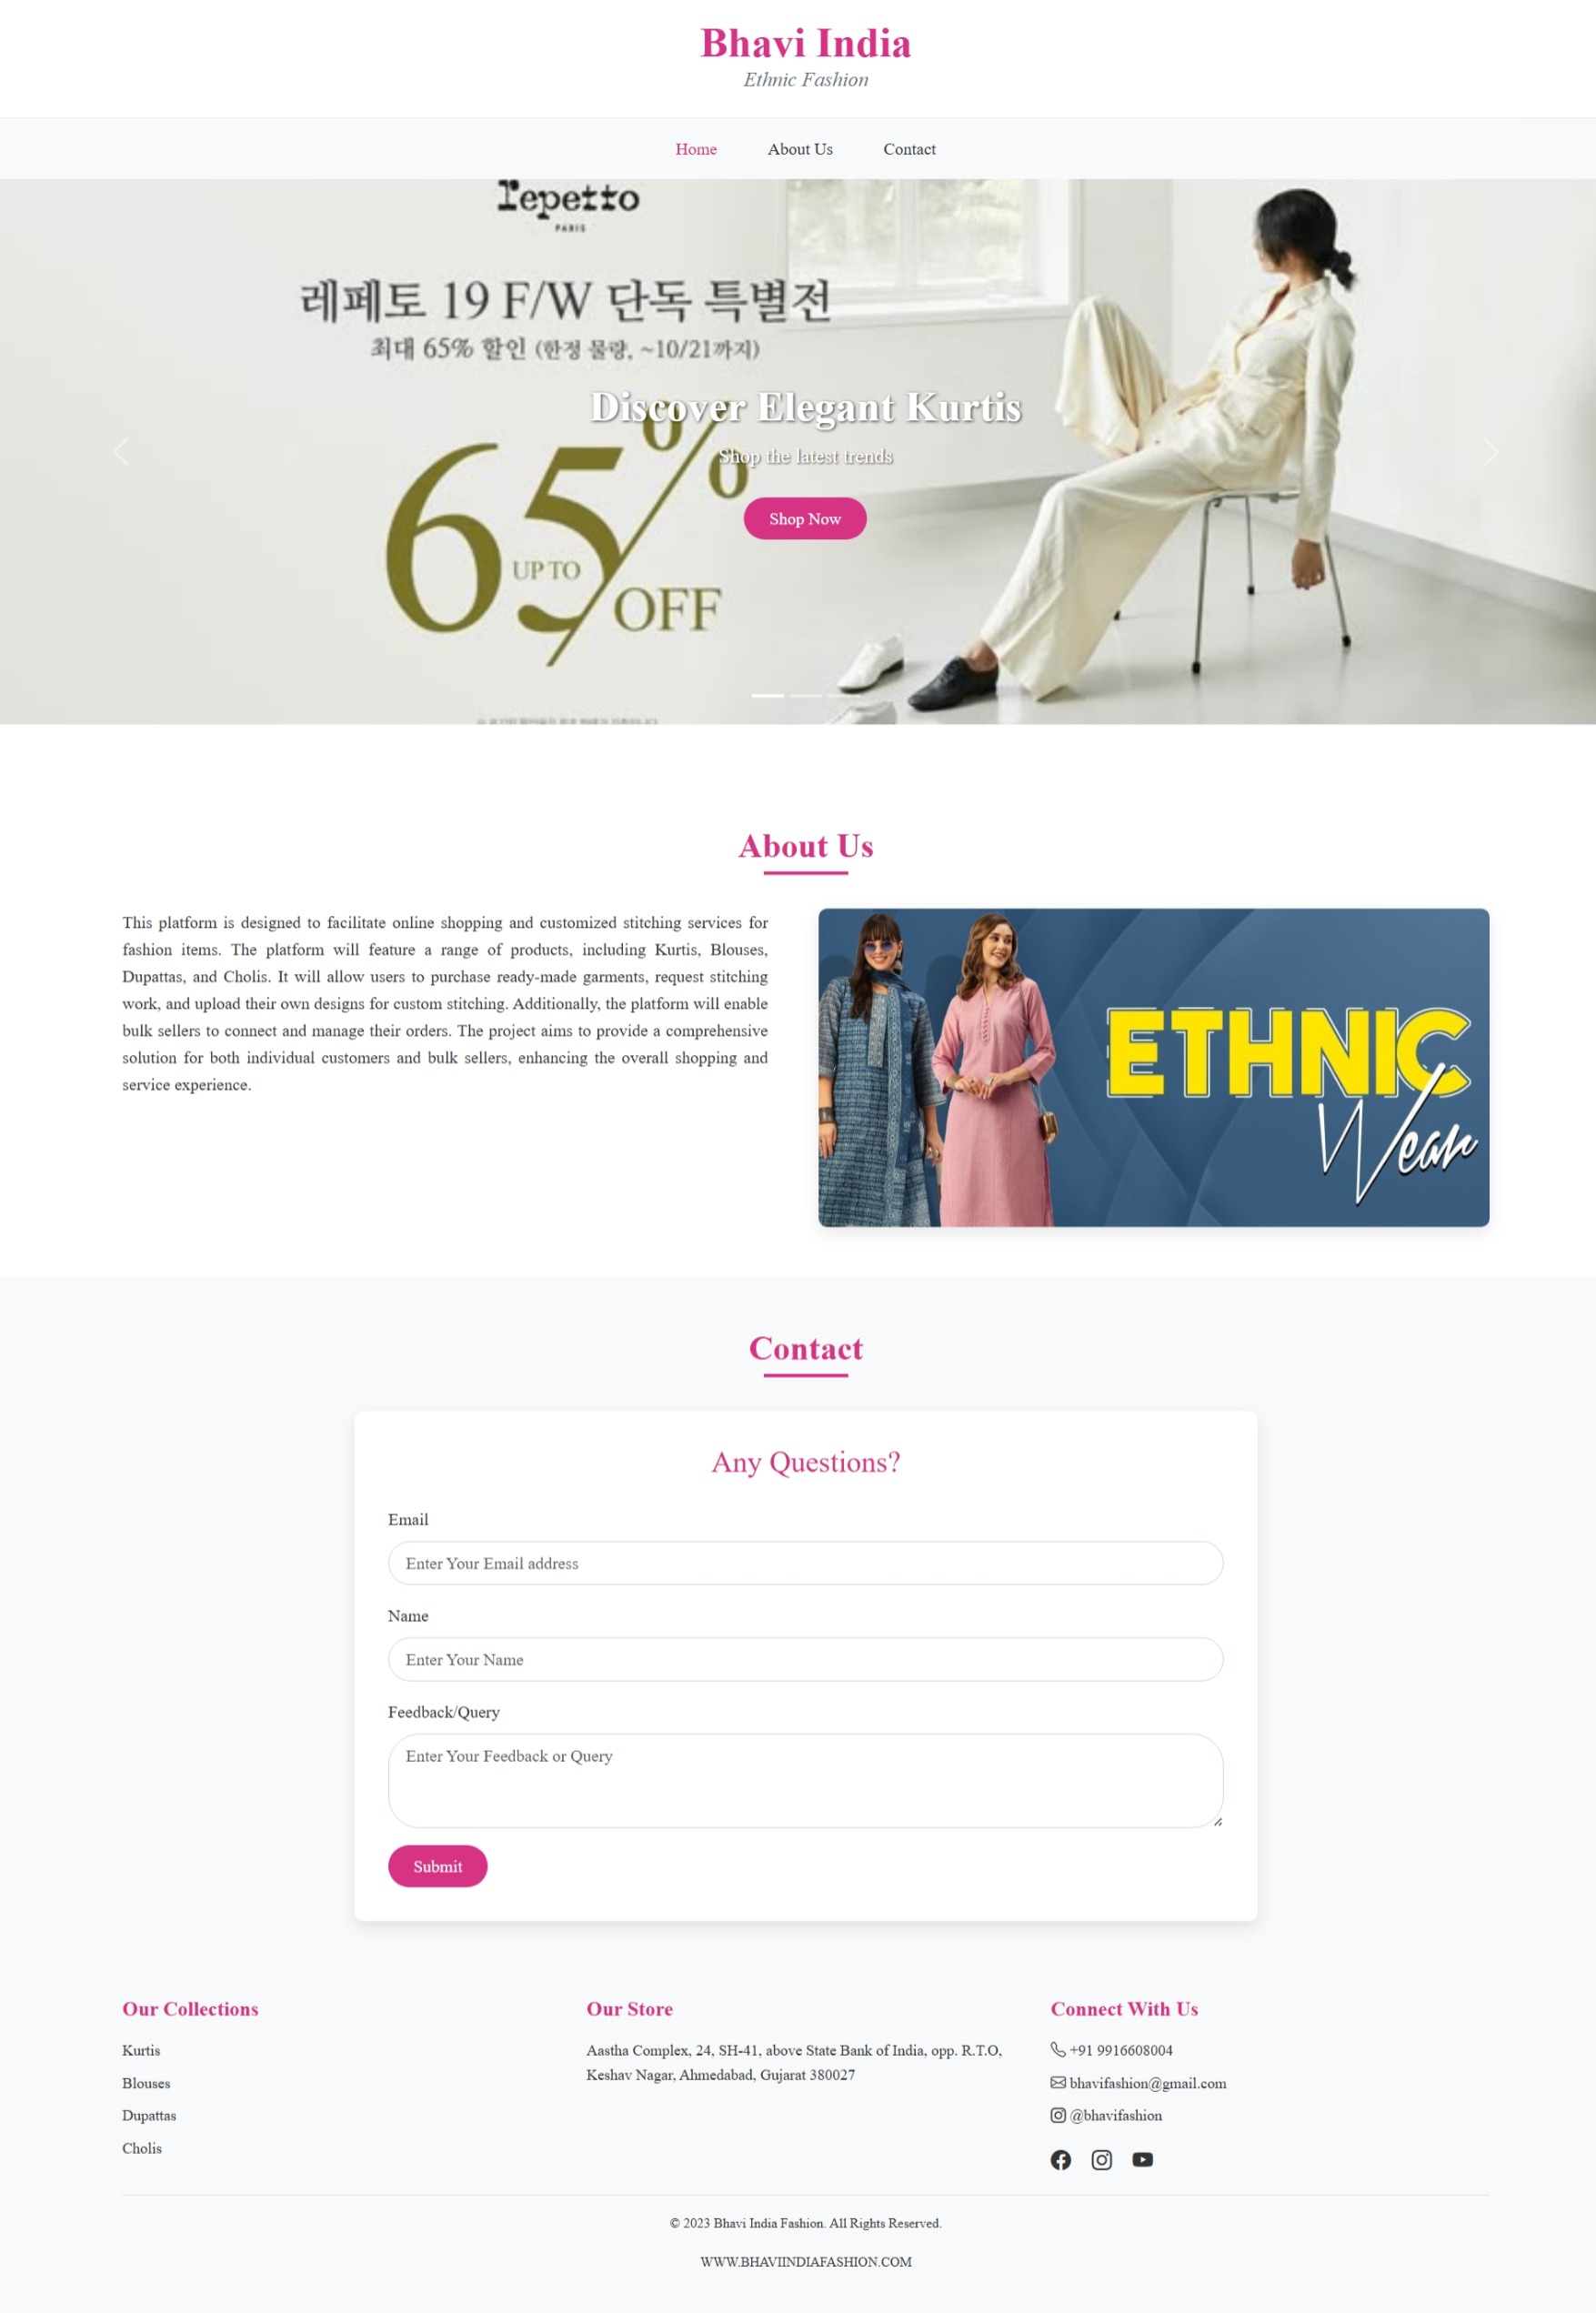 Bhavi India
Ethnic Fashion
Home
About Us
Contact
repetto
PARIS
레페토 19 F/W 단독 특별전
최대 65% 할인 (한정 물량, ~10/21까지)
Discover Elegant Kurtis
Shop the latest trends
65%
UP TO
OFF
Shop Now
About Us
This platform is designed to facilitate online shopping and customized stitching services for
fashion items. The platform will feature a range of products, including Kurtis, Blouses,
Dupattas, and Cholis. It will allow users to purchase ready-made garments, request stitching
work, and upload their own designs for custom stitching. Additionally, the platform will enable
bulk sellers to connect and manage their orders. The project aims to provide a comprehensive
solution for both individual customers and bulk sellers, enhancing the overall shopping and
service experience.
ETHNIC
Wear
Contact
Any Questions?
Email
Enter Your Email address
Name
Enter Your Name
Feedback/Query
Enter Your Feedback or Query
Submit
Our Collections
Kurtis
Blouses
Dupattas
Cholis
Our Store
Aastha Complex, 24, SH-41, above State Bank of India, opp. R.T.O,
Keshav Nagar, Ahmedabad, Gujarat 380027
Connect With Us
+91 9916608004
bhavifashion@gmail.com
@bhavifashion
© 2023 Bhavi India Fashion. All Rights Reserved.
WWW.BHAVIINDIAFASHION.COM